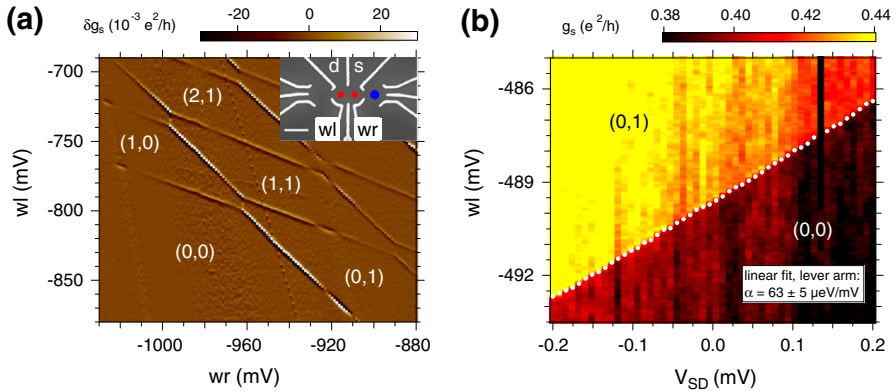 (a)
δgs (10⁻³ e²/h)
-20 0 20
-700
-750
-800
-850
wl (mV)
-1000 -960 -920 -880
wr (mV)
(2,1)
(1,0)
(1,1)
(0,0)
(0,1)
d s
wl wr
(b)
gs (e²/h)
0.38 0.40 0.42 0.44
-486
-489
-492
wl (mV)
-0.2 -0.1 0.0 0.1 0.2
VSD (mV)
(0,1)
(0,0)
linear fit, lever arm:
α = 63 ± 5 µeV/mV